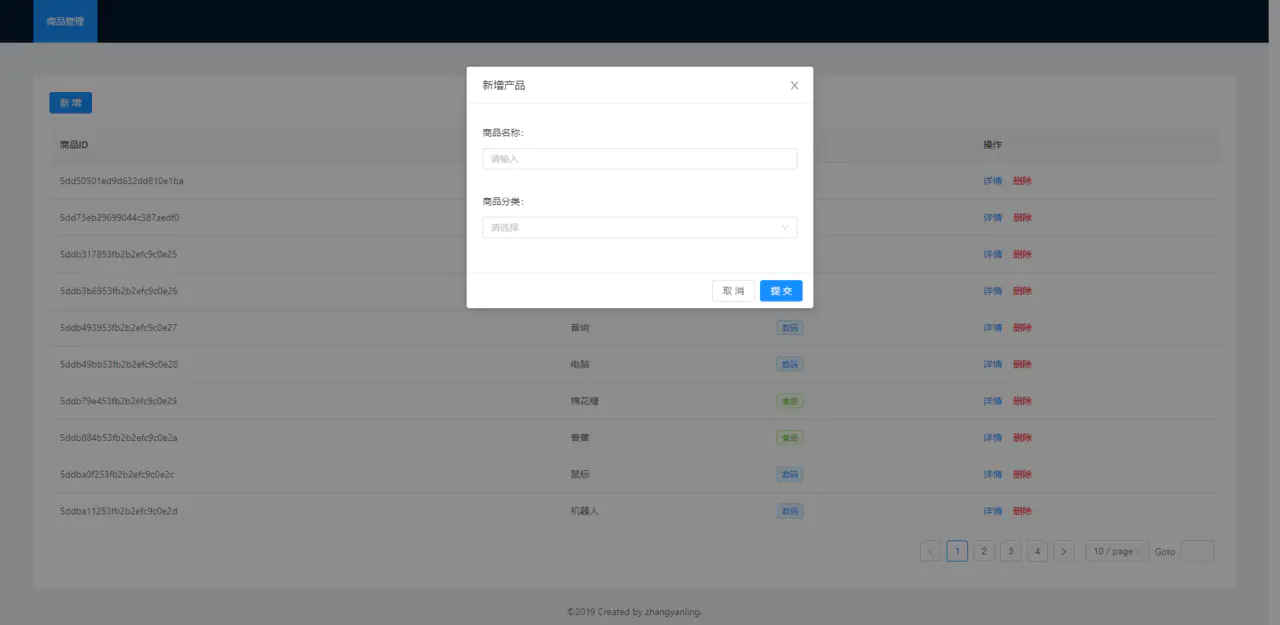 商品管理
新增产品
新 增
商品名称:
商品ID
操作
请输入
5dd50501ed9d632dd810e1ba
详情 删除
商品分类:
5dd73eb29699044c387aedf0
请选择
详情 删除
5ddb317853fb2b2efc9c0e25
详情 删除
5ddb3b6953fb2b2efc9c0e26
取 消 提 交
详情 删除
5ddb493953fb2b2efc9c0e27 音响 数码 详情 删除
5ddb49bb53fb2b2efc9c0e28 电脑 数码 详情 删除
5ddb79e453fb2b2efc9c0e29 棉花糖 食品 详情 删除
5ddb884b53fb2b2efc9c0e2a 香蕉 食品 详情 删除
5ddba0f253fb2b2efc9c0e2c 鼠标 数码 详情 删除
5ddba11253fb2b2efc9c0e2d 机器人 数码 详情 删除
< 1 2 3 4 > 10 / page Goto
©2019 Created by zhangyanling.